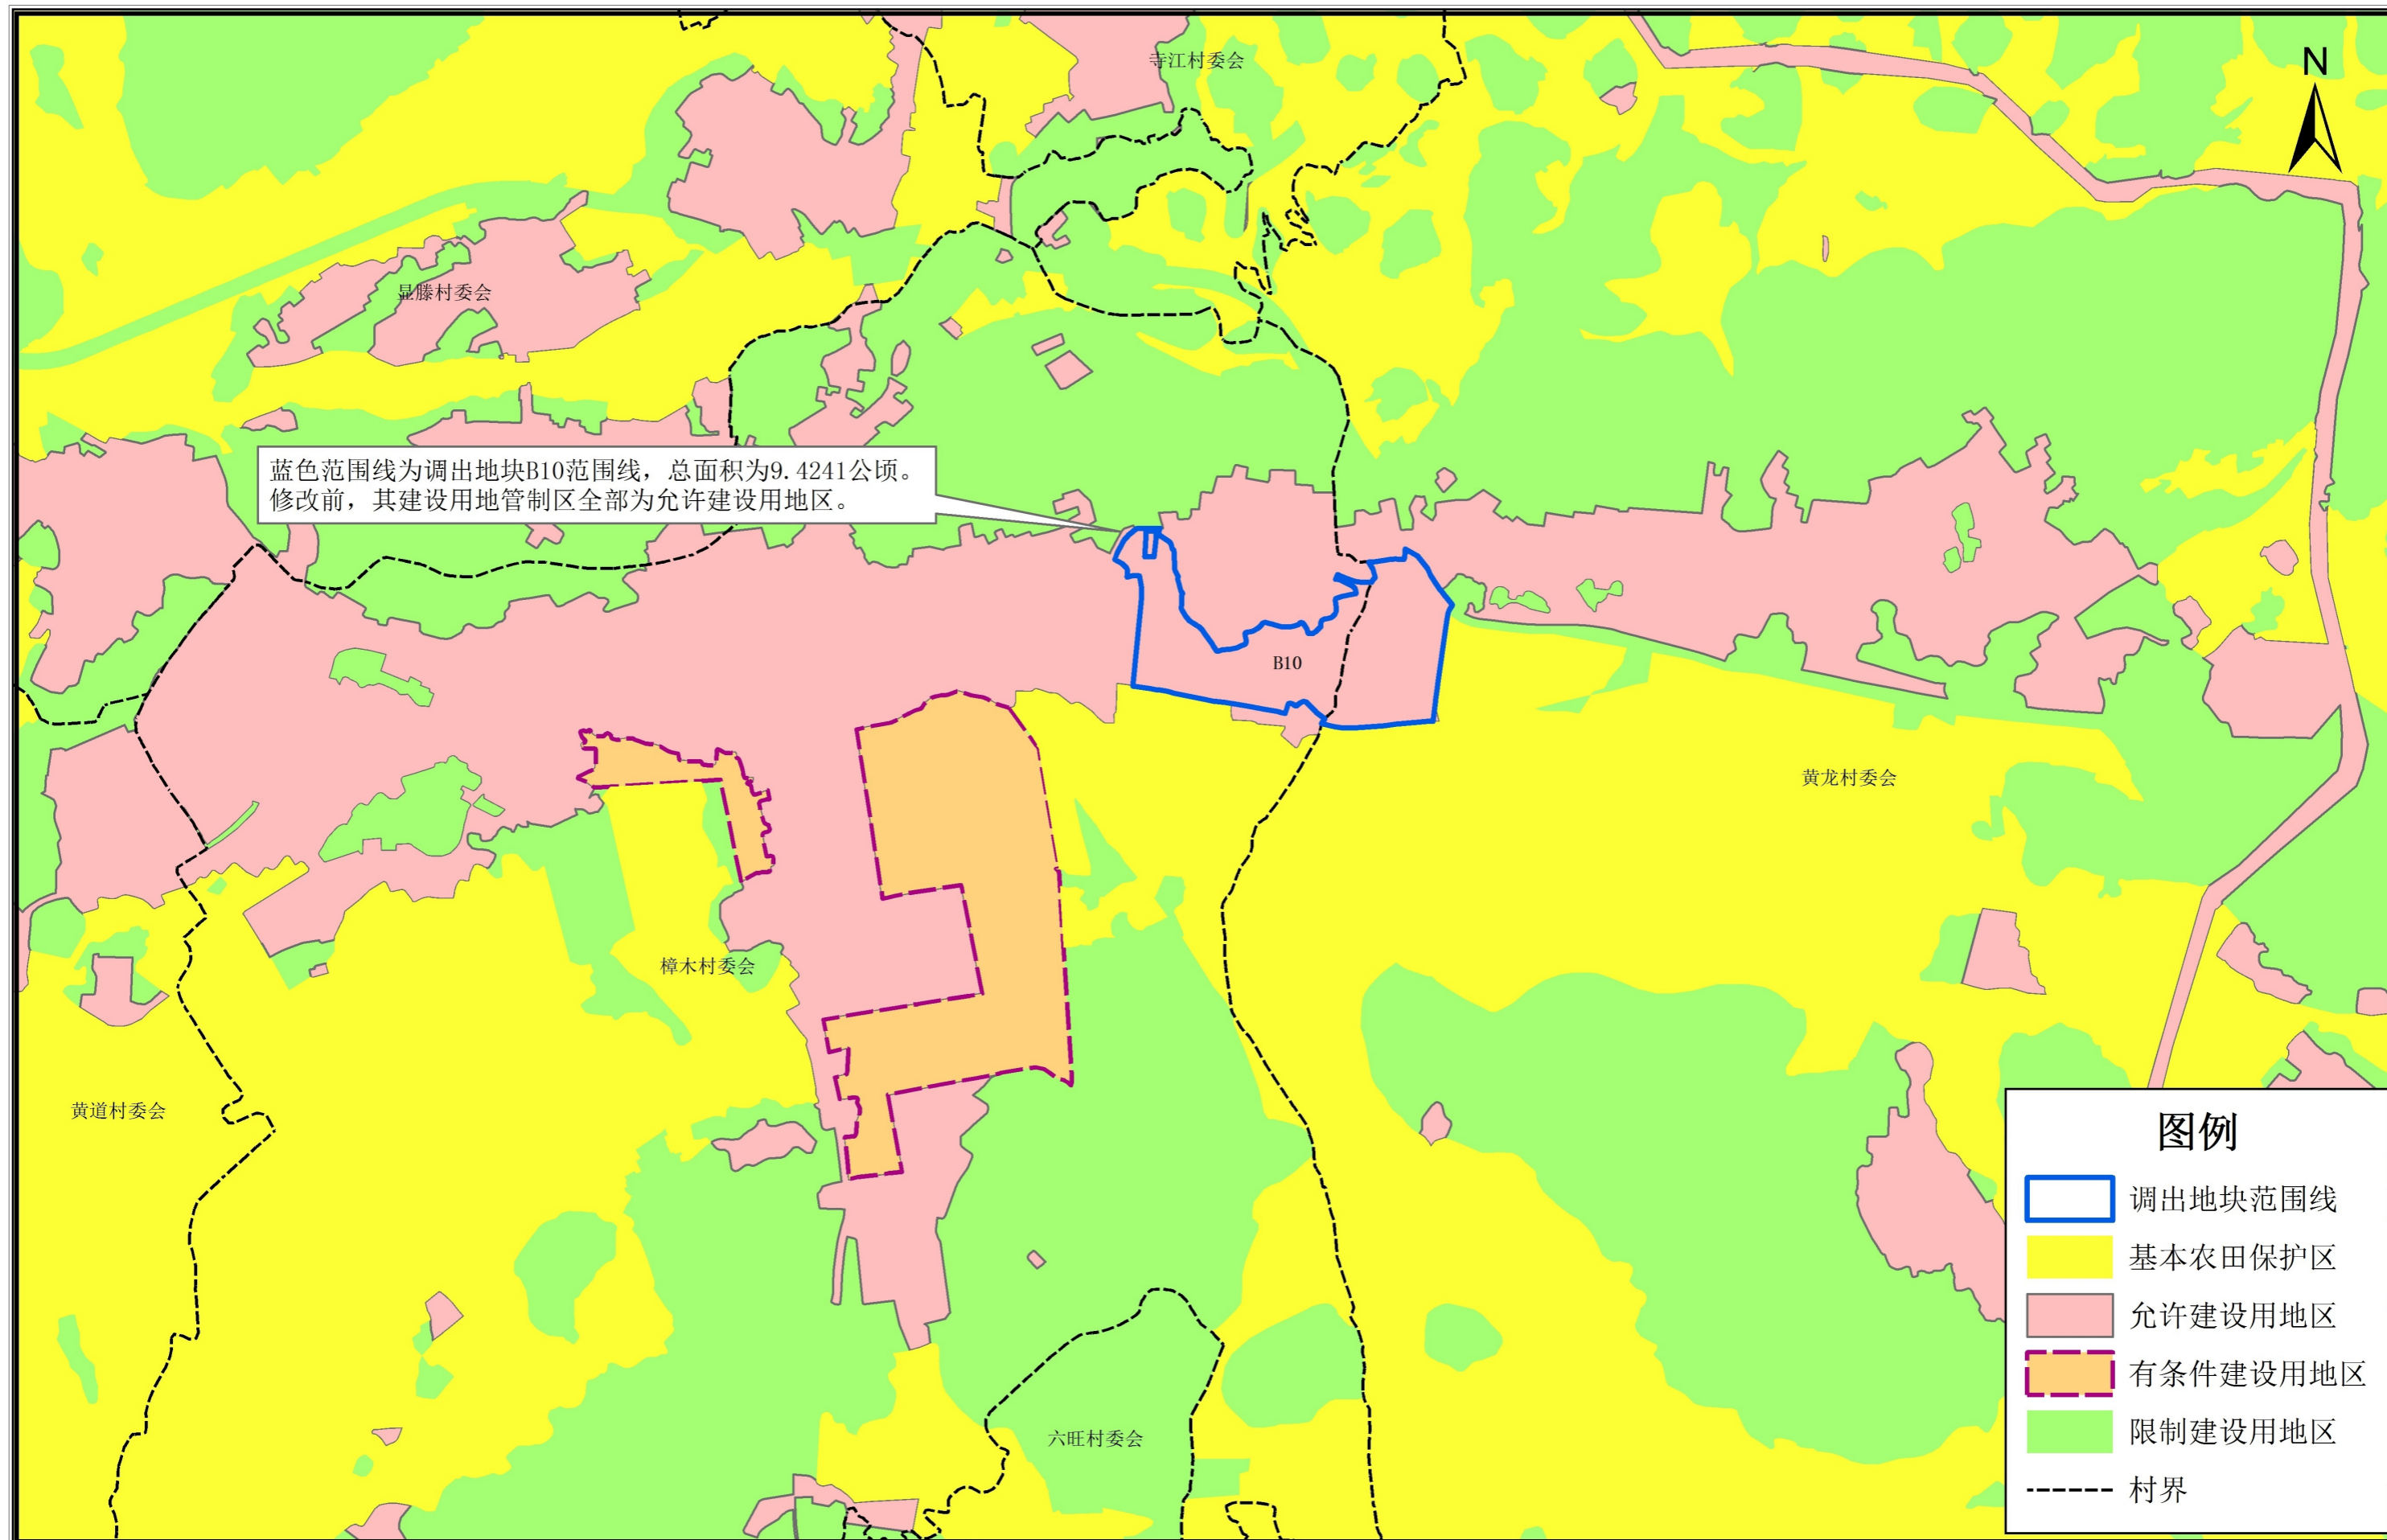 寺江村委会
N
显滕村委会
蓝色范围线为调出地块B10范围线，总面积为9.4241公顷。
修改前，其建设用地管制区全部为允许建设用地区。
B10
黄龙村委会
樟木村委会
黄道村委会
六旺村委会
图例
调出地块范围线
基本农田保护区
允许建设用地区
有条件建设用地区
限制建设用地区
村界